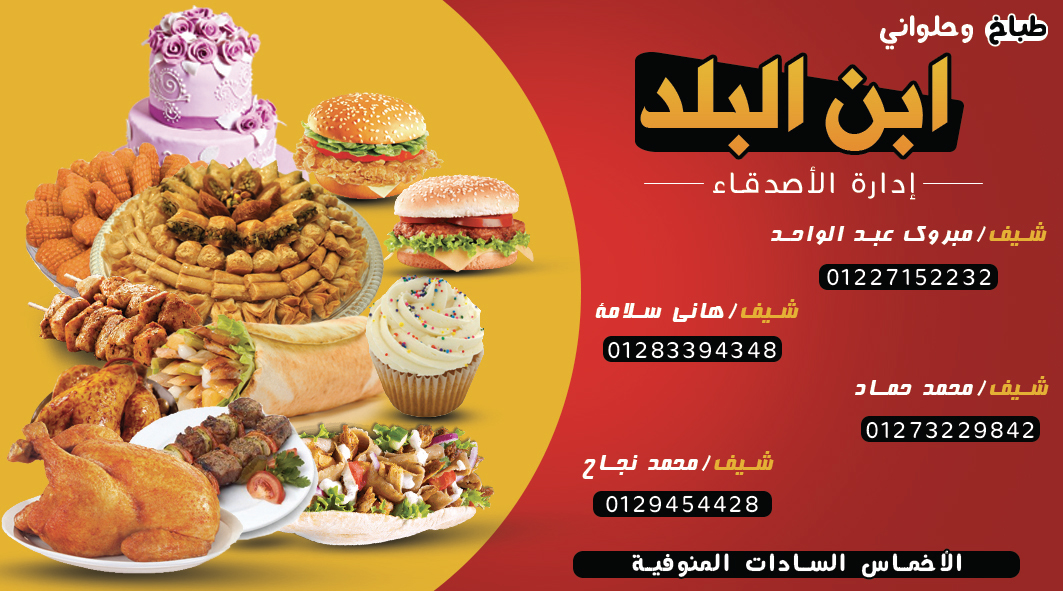 طباخ وحلواني
ابن البلد
إدارة الأصدقاء
شيف/مبروك عبد الواحد
01227152232
شيف/هانى سلامة
01283394348
شيف/محمد حماد
01273229842
شيف/محمد نجاح
0129454428
الأخماس السادات المنوفية